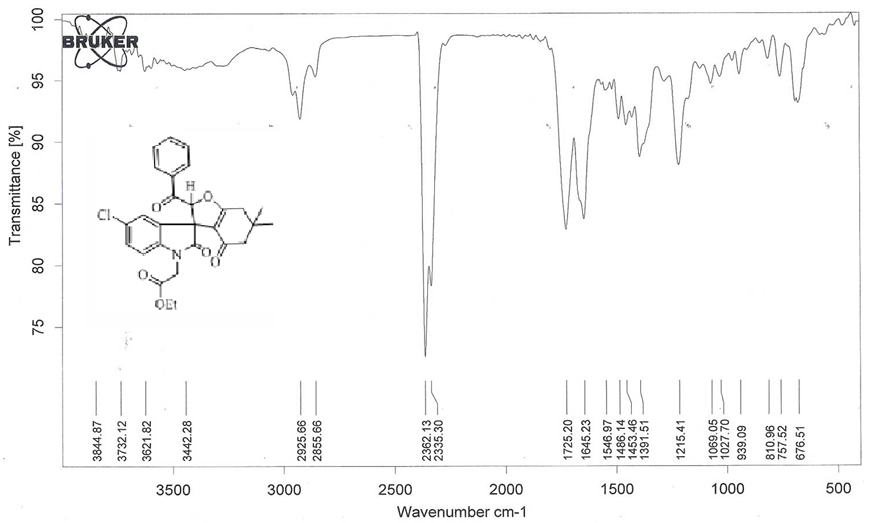 BRUKER
Transmittance [%]
100
95
90
85
80
75
H
O
O
Cl
N
O
O
O
OEt
3844.87
3732.12
3621.82
3442.28
2925.66
2855.66
2362.13
2335.30
1725.20
1645.23
1546.97
1486.14
1453.46
1391.51
1215.41
1069.05
1027.70
939.09
810.96
757.52
676.51
3500
3000
2500
2000
1500
1000
500
Wavenumber cm-1